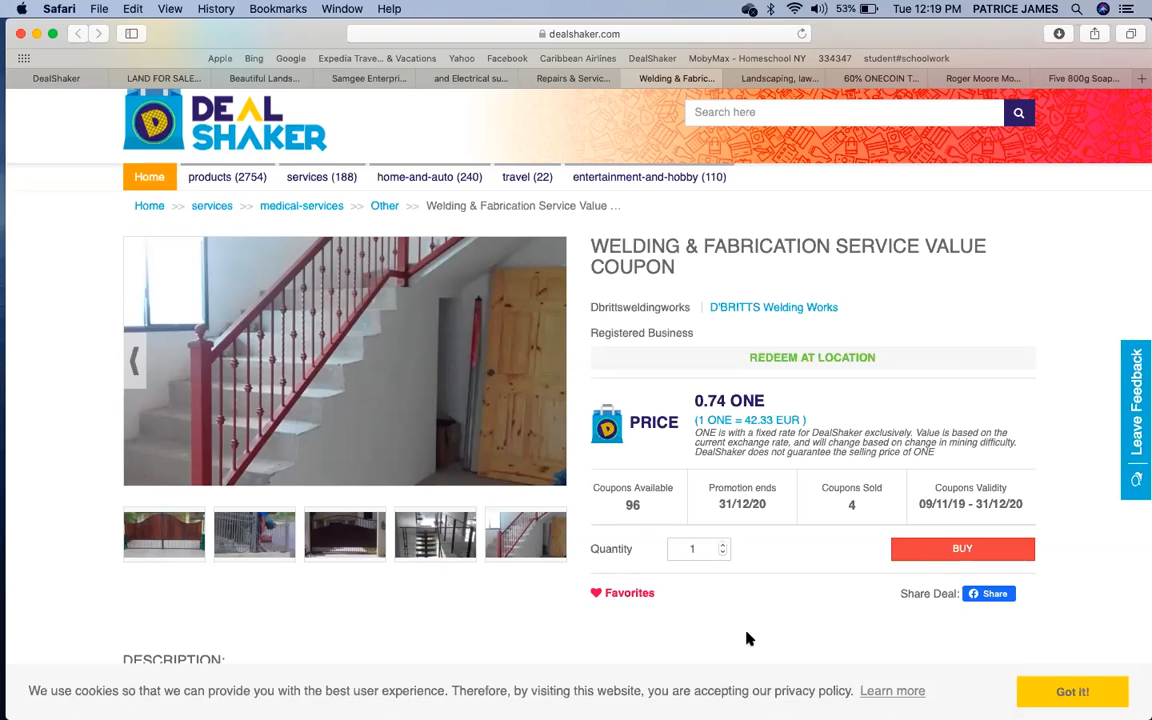 Safari File Edit View History Bookmarks Window Help 53% Tue 12:19 PM PATRICE JAMES
dealshaker.com
Apple Bing Google Expedia Trave... & Vacations Yahoo Facebook Caribbean Airlines DealShaker MobyMax - Homeschool NY 334347 student#schoolwork
DealShaker LAND FOR SALE... Beautiful Lands... Samgee Enterpri... and Electrical su... Repairs & Servic... Welding & Fabric... Landscaping, law... 60% ONECOIN T... Roger Moore Mo... Five 800g Soap...
DEAL
SHAKER
Search here
Home products (2754) services (188) home-and-auto (240) travel (22) entertainment-and-hobby (110)
Home >> services >> medical-services >> Other >> Welding & Fabrication Service Value ...
WELDING & FABRICATION SERVICE VALUE
COUPON
Dbrittsweldingworks | D'BRITTS Welding Works
Registered Business
REDEEM AT LOCATION
PRICE
0.74 ONE
(1 ONE = 42.33 EUR )
ONE is with a fixed rate for DealShaker exclusively. Value is based on the
current exchange rate, and will change based on change in mining difficulty.
DealShaker does not guarantee the selling price of ONE
Coupons Available Promotion ends Coupons Sold Coupons Validity
96 31/12/20 4 09/11/19 - 31/12/20
Quantity 1 BUY
Favorites Share Deal: Share
Leave Feedback
DESCRIPTION:
We use cookies so that we can provide you with the best user experience. Therefore, by visiting this website, you are accepting our privacy policy. Learn more Got it!